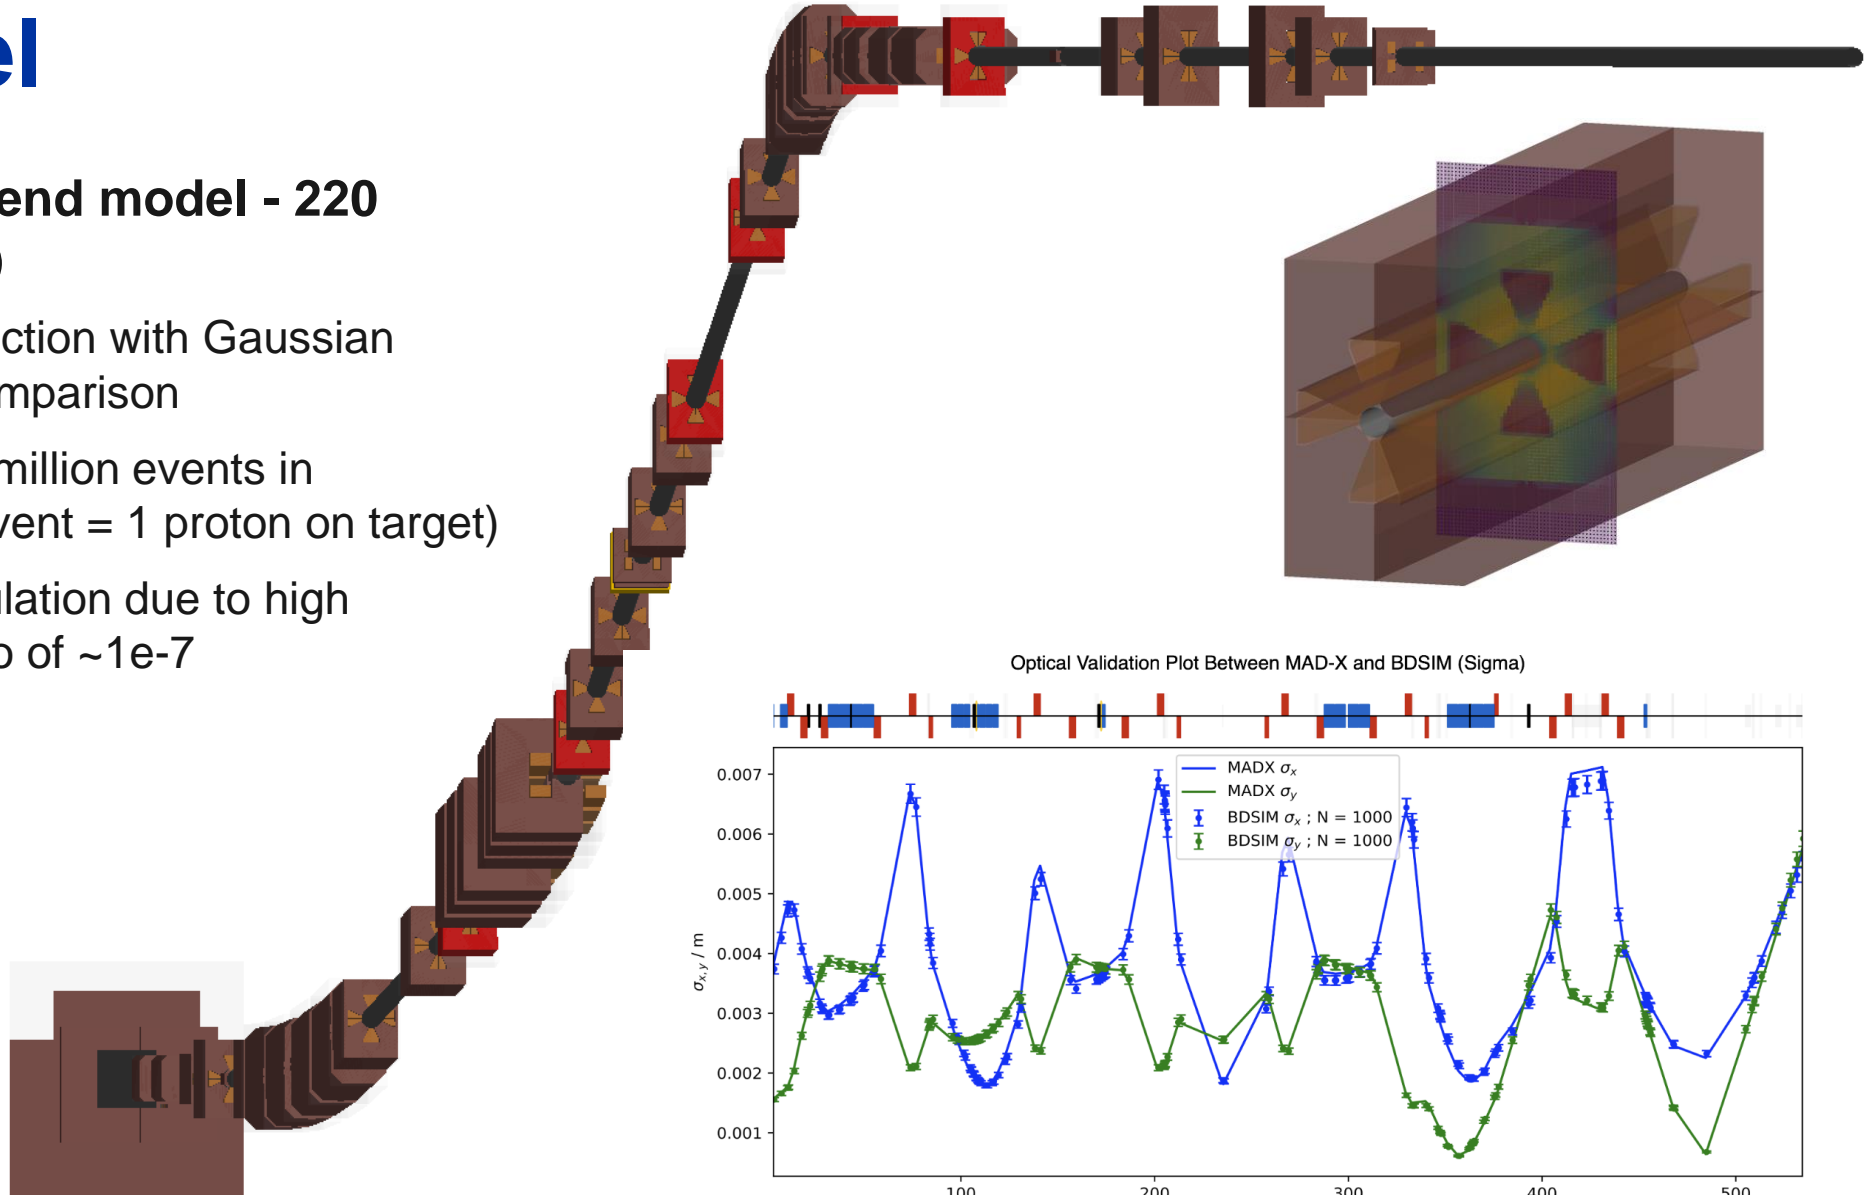 el
end model - 220
)
ction with Gaussian
mparison
million events in
vent = 1 proton on target)
ulation due to high
o of ~1e-7
Optical Validation Plot Between MAD-X and BDSIM (Sigma)
MADX σx
MADX σy
BDSIM σx ; N = 1000
BDSIM σy ; N = 1000
σx,y / m
0.007
0.006
0.005
0.004
0.003
0.002
0.001
100 200 300 400 500